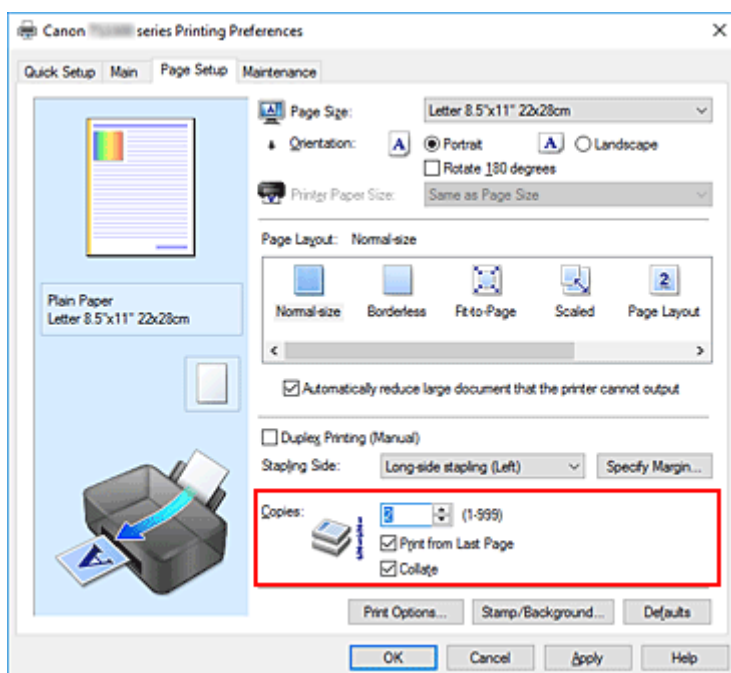 Canon series Printing Preferences
Quick Setup Main Page Setup Maintenance
Page Size: Letter 8.5"x11" 22x28cm
Orientation: A Portrait A Landscape
Rotate 180 degrees
Printer Paper Size: Same as Page Size
Page Layout: Normal-size
2
Normal-size Borderless Fit-to-Page Scaled Page Layout
Plain Paper
Letter 8.5"x11" 22x28cm
Automatically reduce large document that the printer cannot output
Duplex Printing (Manual)
Stapling Side: Long-side stapling (Left) Specify Margin...
Copies: 2 (1-999)
Print from Last Page
Collate
A
Print Options... Stamp/Background... Defaults
OK Cancel Apply Help